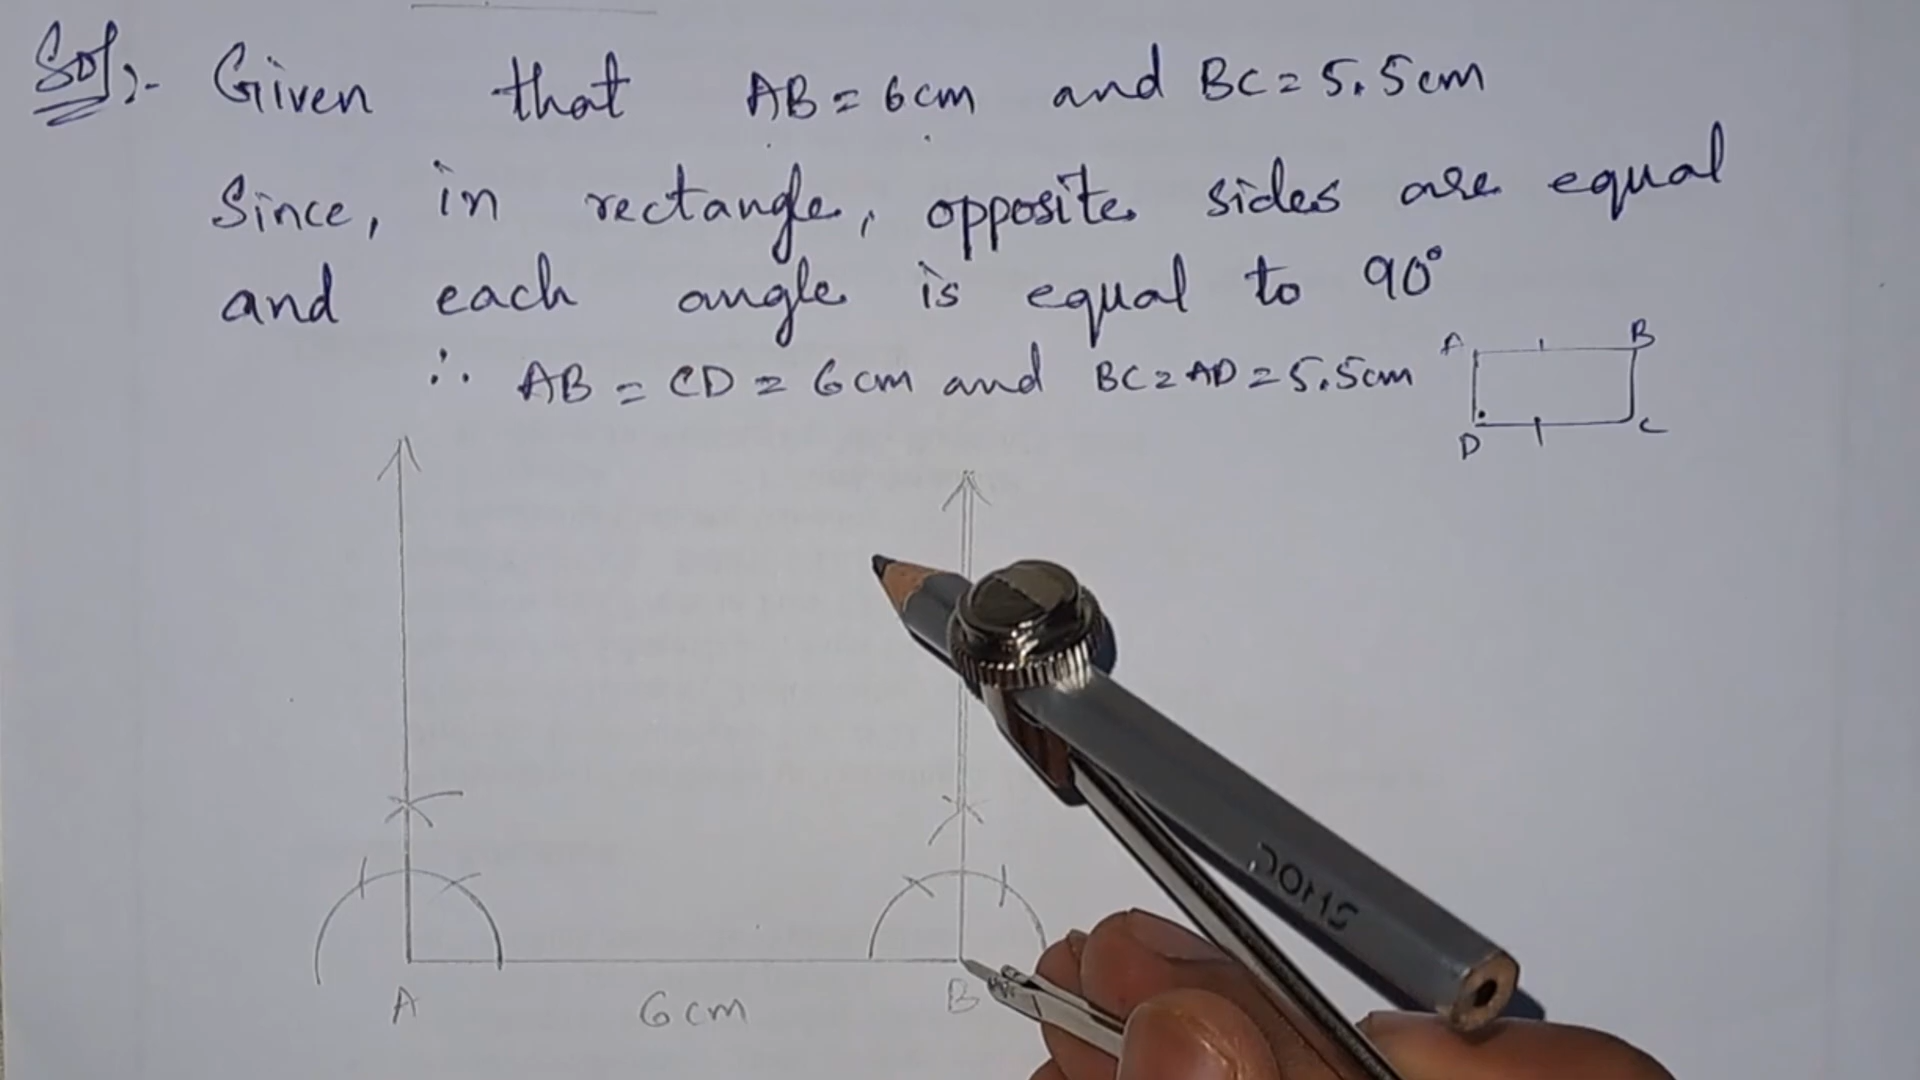 Sol:- Given that AB = 6cm and BC = 5.5cm
Since, in rectangle, opposite sides are equal
and each angle is equal to 90°
∴ AB = CD = 6cm and BC = AD = 5.5cm
A B
D C
A 6cm B